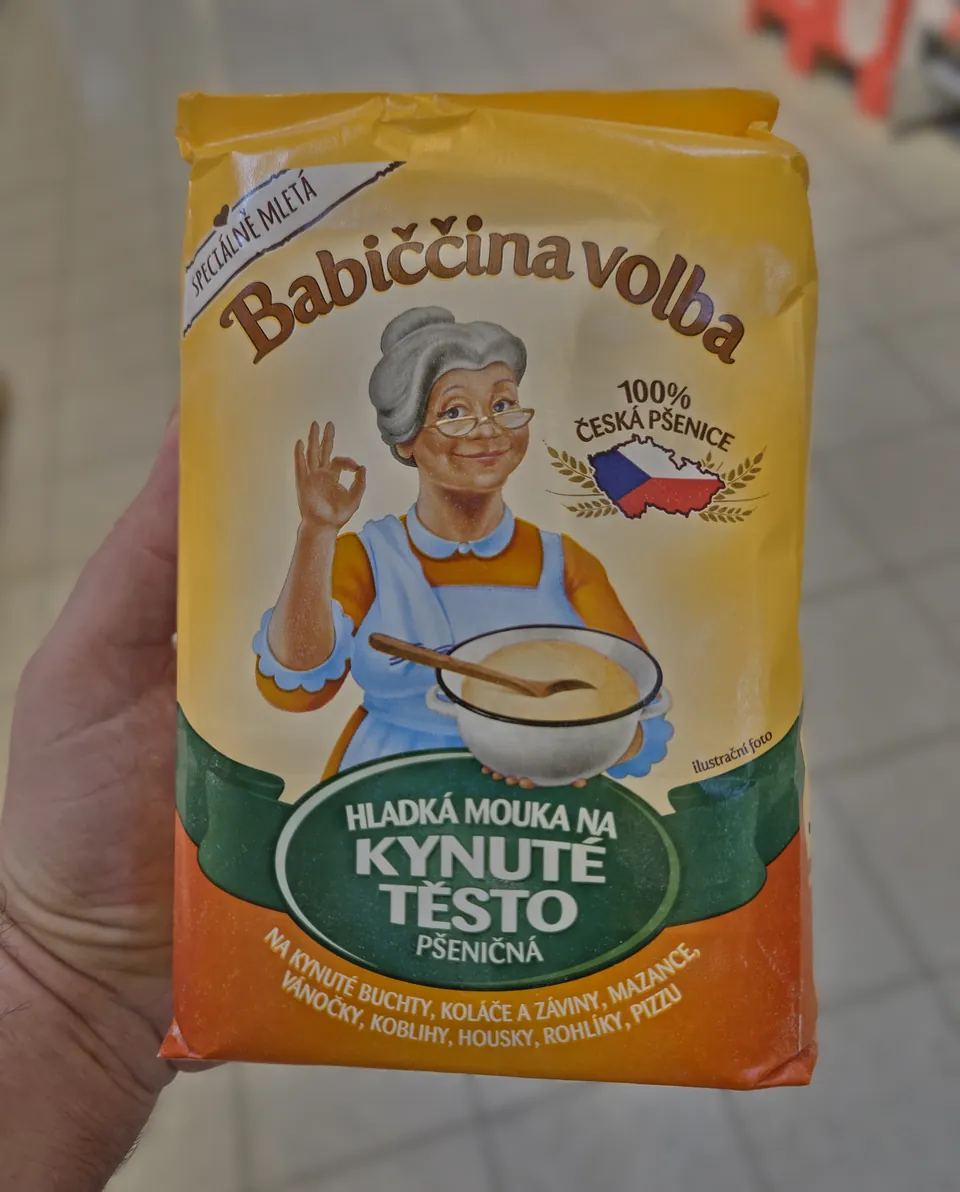 SPECIÁLNĚ MLETÁ
Babiččina volba
100%
ČESKÁ PŠENICE
ilustrační foto
HLADKÁ MOUKA NA
KYNUTÉ
TĚSTO
PŠENIČNÁ
NA KYNUTÉ BUCHTY, KOLÁČE A ZÁVINY, MAZANCE,
VÁNOČKY, KOBLIHY, HOUSKY, ROHLÍKY, PIZZU